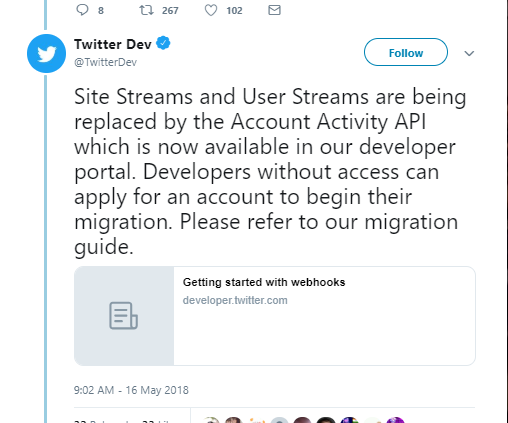 8 267 102
Twitter Dev
@TwitterDev
Follow
Site Streams and User Streams are being
replaced by the Account Activity API
which is now available in our developer
portal. Developers without access can
apply for an account to begin their
migration. Please refer to our migration
guide.
Getting started with webhooks
developer.twitter.com
9:02 AM - 16 May 2018